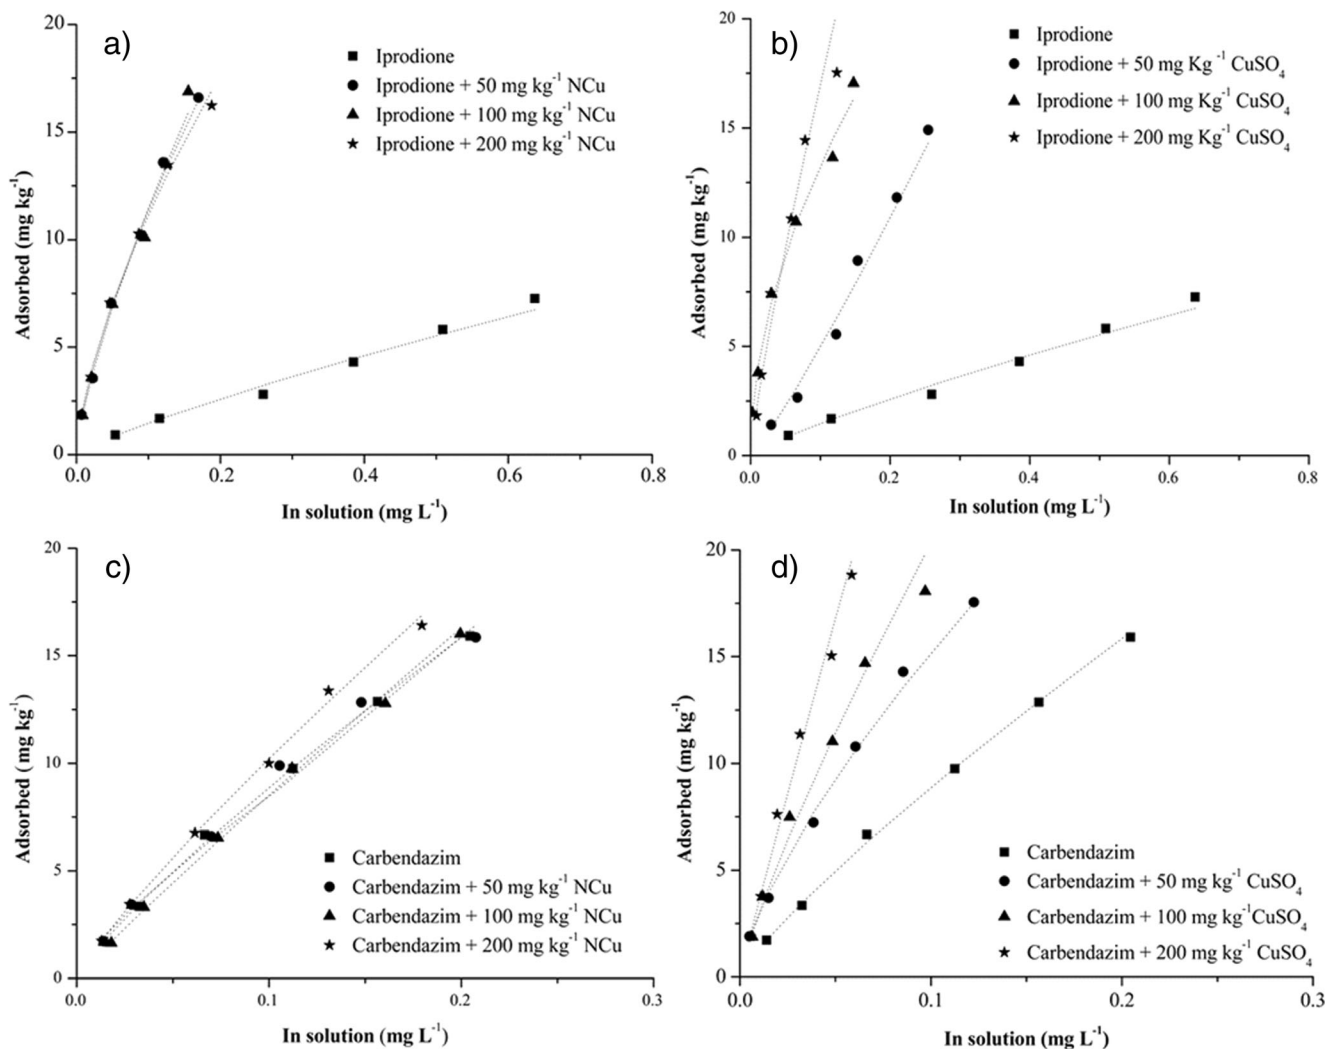 a)
20
15
10
5
0
Adsorbed (mg kg⁻¹)
Iprodione
Iprodione + 50 mg kg⁻¹ NCu
Iprodione + 100 mg kg⁻¹ NCu
Iprodione + 200 mg kg⁻¹ NCu
0.0 0.2 0.4 0.6 0.8
In solution (mg L⁻¹)
b)
20
15
10
5
0
Adsorbed (mg kg⁻¹)
Iprodione
Iprodione + 50 mg Kg⁻¹ CuSO₄
Iprodione + 100 mg Kg⁻¹ CuSO₄
Iprodione + 200 mg Kg⁻¹ CuSO₄
0.0 0.2 0.4 0.6 0.8
In solution (mg L⁻¹)
c)
20
15
10
5
0
Adsorbed ( mg kg⁻¹)
Carbendazim
Carbendazim + 50 mg kg⁻¹ NCu
Carbendazim + 100 mg kg⁻¹ NCu
Carbendazim + 200 mg kg⁻¹ NCu
0.0 0.1 0.2 0.3
In solution (mg L⁻¹)
d)
20
15
10
5
0
Adsorbed (mg kg⁻¹)
Carbendazim
Carbendazim + 50 mg kg⁻¹ CuSO₄
Carbendazim + 100 mg kg⁻¹CuSO₄
Carbendazim + 200 mg kg⁻¹ CuSO₄
0.0 0.1 0.2 0.3
In solution (mg L⁻¹)